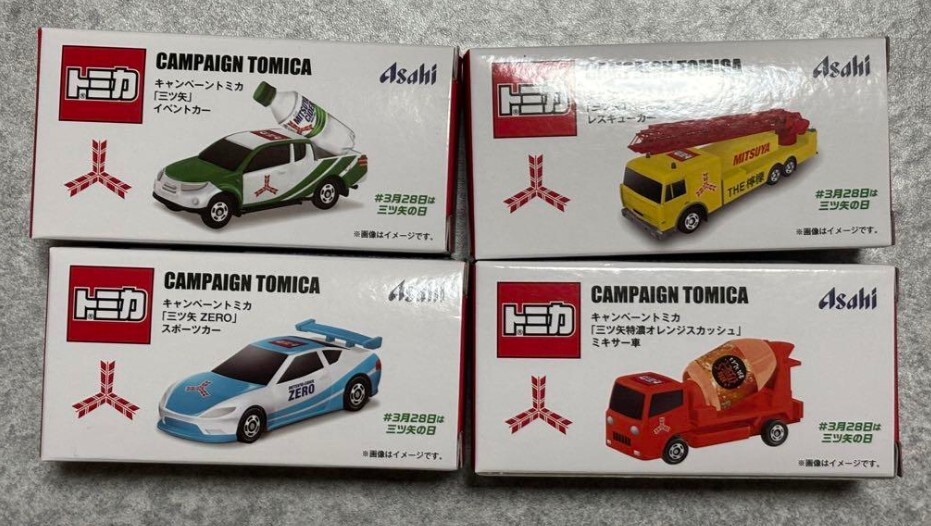 CAMPAIGN TOMICA
トミカ
Asahi
キャンペーントミカ
「三ツ矢」
イベントカー
MITSUYA
#3月28日は
三ツ矢の日
※画像はイメージです。
CAMPAIGN TOMICA
トミカ
Asahi
レスキューカー
MITSUYA
THE檸檬
#3月28日は
三ツ矢の日
※画像はイメージです。
CAMPAIGN TOMICA
トミカ
Asahi
キャンペーントミカ
「三ツ矢 ZERO」
スポーツカー
ZERO
#3月28日は
三ツ矢の日
※画像はイメージです。
CAMPAIGN TOMICA
トミカ
Asahi
キャンペーントミカ
「三ツ矢特濃オレンジスカッシュ」
ミキサー車
#3月28日は
三ツ矢の日
※画像はイメージです。